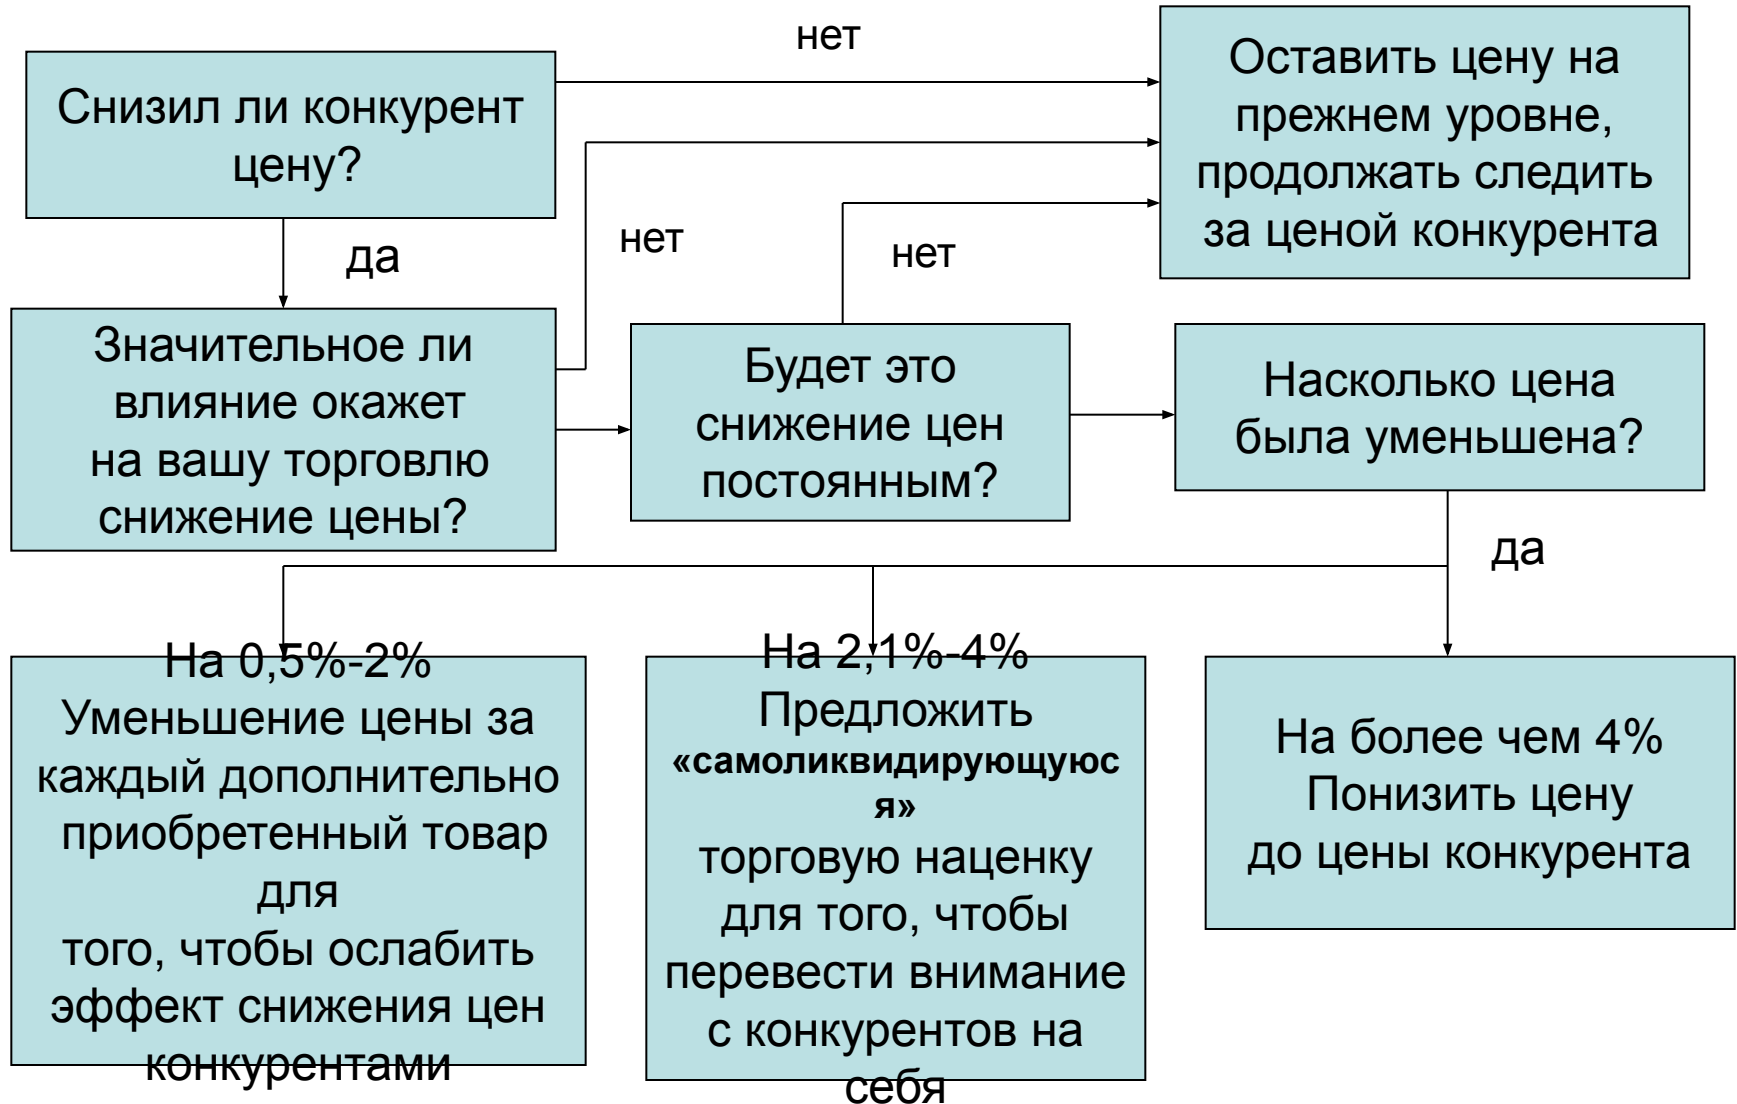 нет
Снизил ли конкурент
цену?
Оставить цену на
прежнем уровне,
продолжать следить
за ценой конкурента
да
нет
нет
Значительное ли
влияние окажет
на вашу торговлю
снижение цены?
Будет это
снижение цен
постоянным?
Насколько цена
была уменьшена?
да
На 0,5%-2%
Уменьшение цены за
каждый дополнительно
приобретенный товар
для
того, чтобы ослабить
эффект снижения цен
конкурентами
На 2,1%-4%
Предложить
«самоликвидирующуюс
я»
торговую наценку
для того, чтобы
перевести внимание
с конкурентов на
себя
На более чем 4%
Понизить цену
до цены конкурента